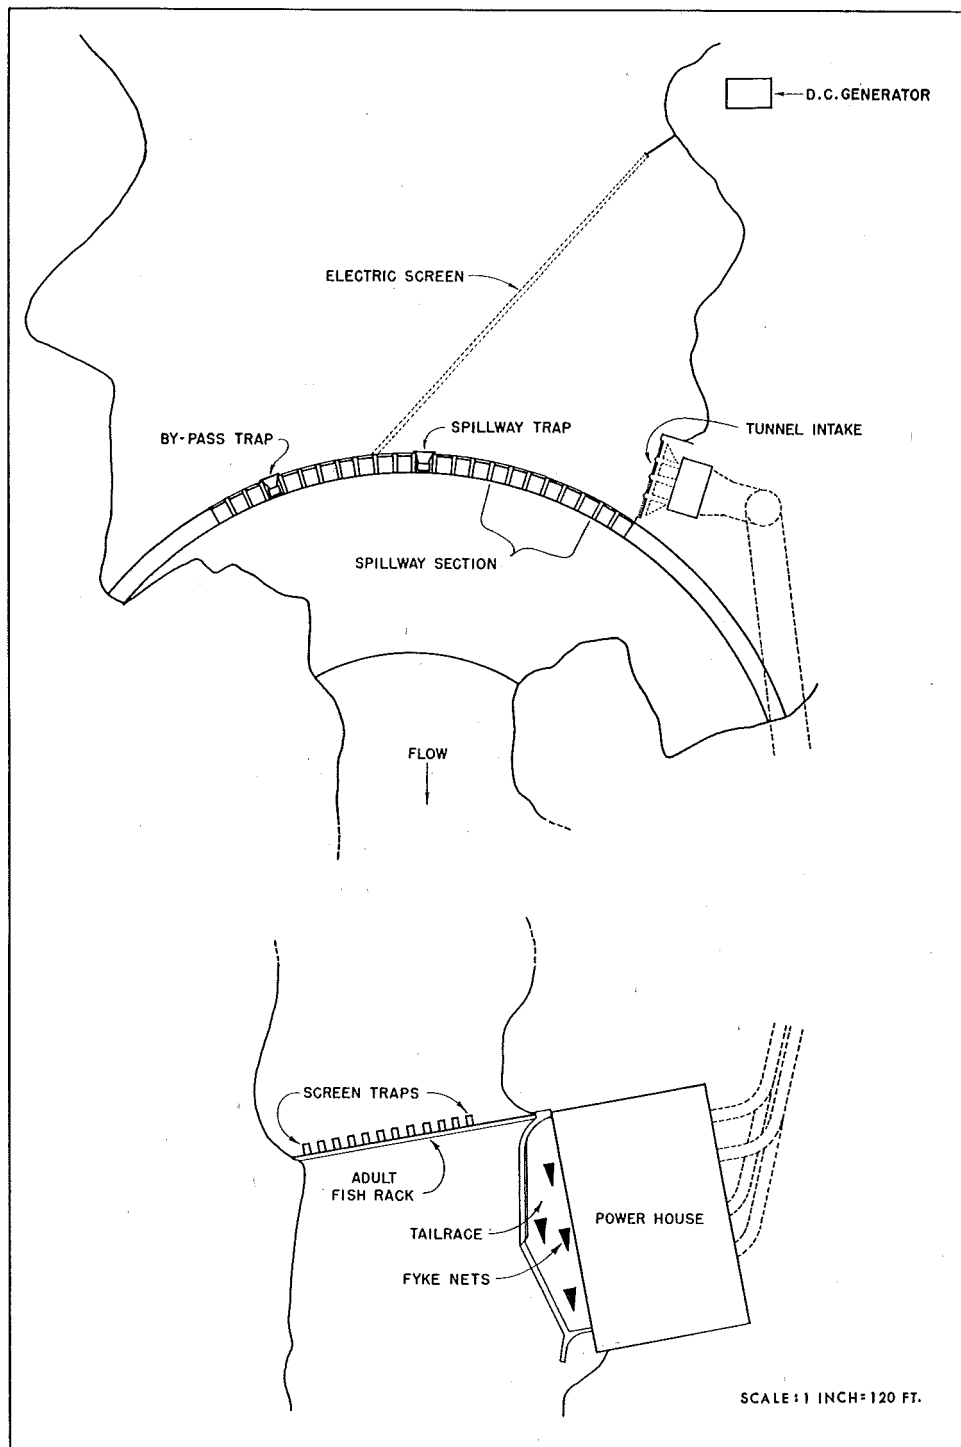 D.C. GENERATOR
ELECTRIC SCREEN
BY-PASS TRAP
SPILLWAY TRAP
TUNNEL INTAKE
SPILLWAY SECTION
FLOW
SCREEN TRAPS
ADULT
FISH RACK
TAILRACE
POWER HOUSE
FYKE NETS
SCALE: 1 INCH = 120 FT.